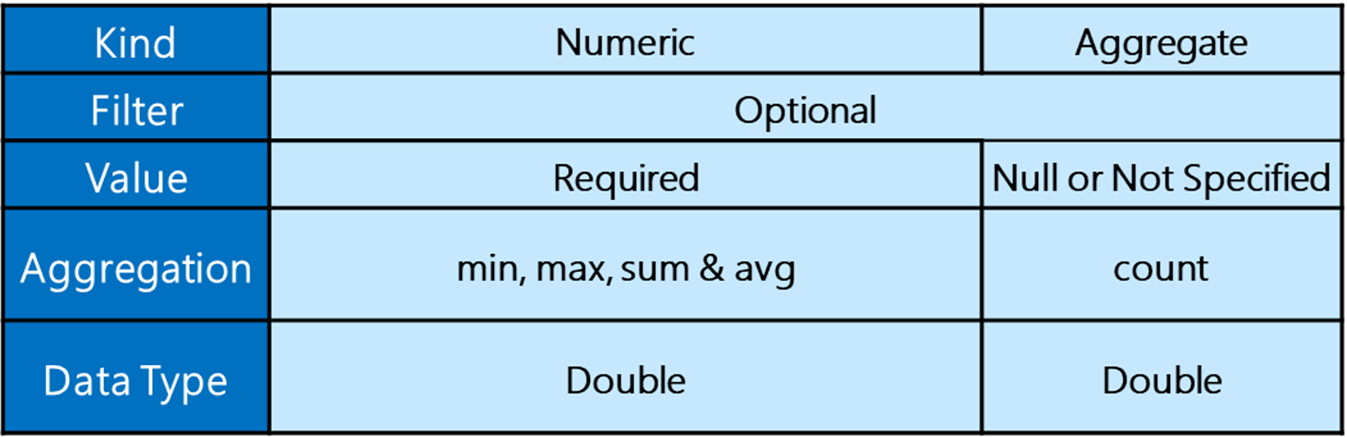 Kind Numeric Aggregate
Filter Optional
Value Required Null or Not Specified
Aggregation min, max, sum & avg count
Data Type Double Double